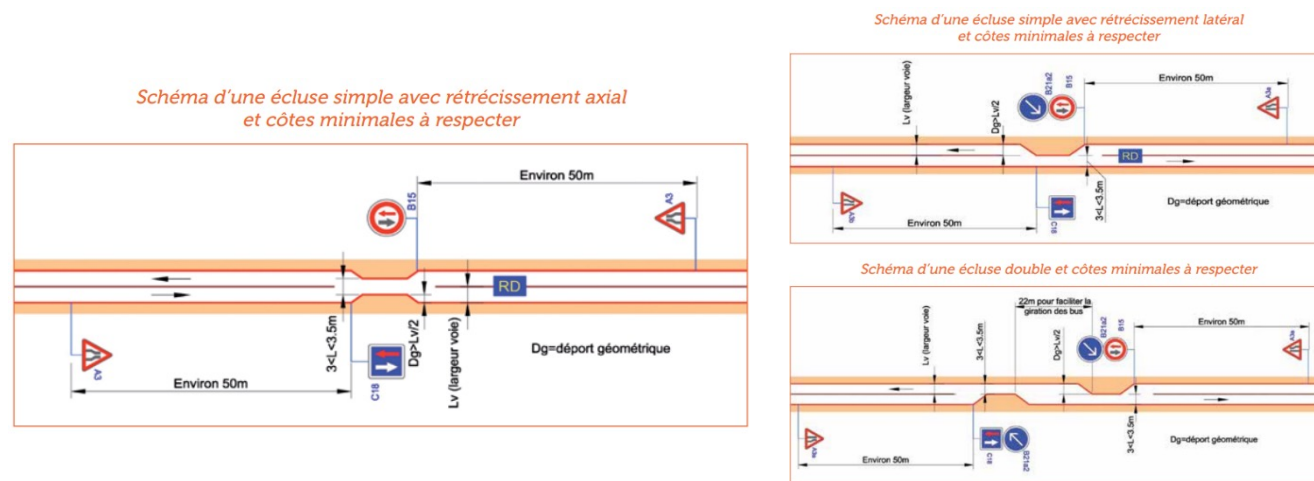 Schéma d'une écluse simple avec rétrécissement axial
et côtes minimales à respecter
Environ 50m
B15
A3
RD
3<L<3.5m
Dg>Lv/2
Lv (largeur voie)
Dg=déport géométrique
A3
C18
Environ 50m
Schéma d'une écluse simple avec rétrécissement latéral
et côtes minimales à respecter
Lv (largeur voie)
Dg>Lv/2
B21a2
B15
Environ 50m
A3a
RD
3<L<3.5m
A3b
C18
Environ 50m
Dg=déport géométrique
Schéma d'une écluse double et côtes minimales à respecter
22m pour faciliter la
giration des bus
Lv (largeur voie)
3<L<3.5m
Dg>Lv/2
B21a2
B15
Environ 50m
A3a
3<L<3.5m
A3a
C18
B21a2
Environ 50m
Dg=déport géométrique